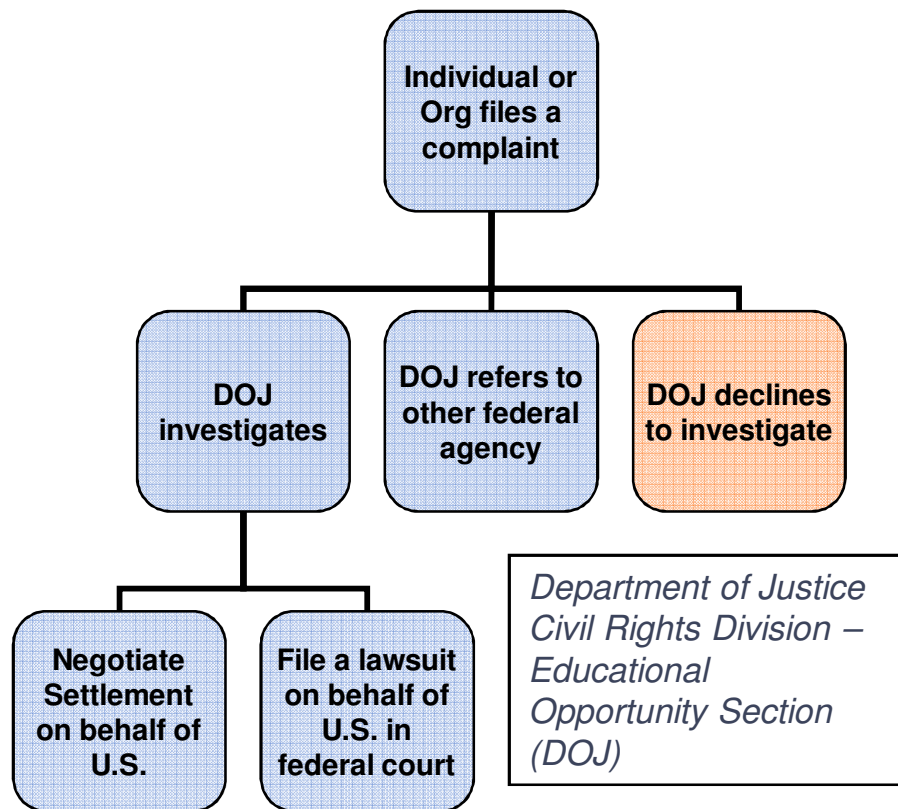 Individual or
Org files a
complaint
DOJ
investigates
DOJ refers to
other federal
agency
DOJ declines
to investigate
Negotiate
Settlement
on behalf of
U.S.
File a lawsuit
on behalf of
U.S. in
federal court
Department of Justice
Civil Rights Division –
Educational
Opportunity Section
(DOJ)